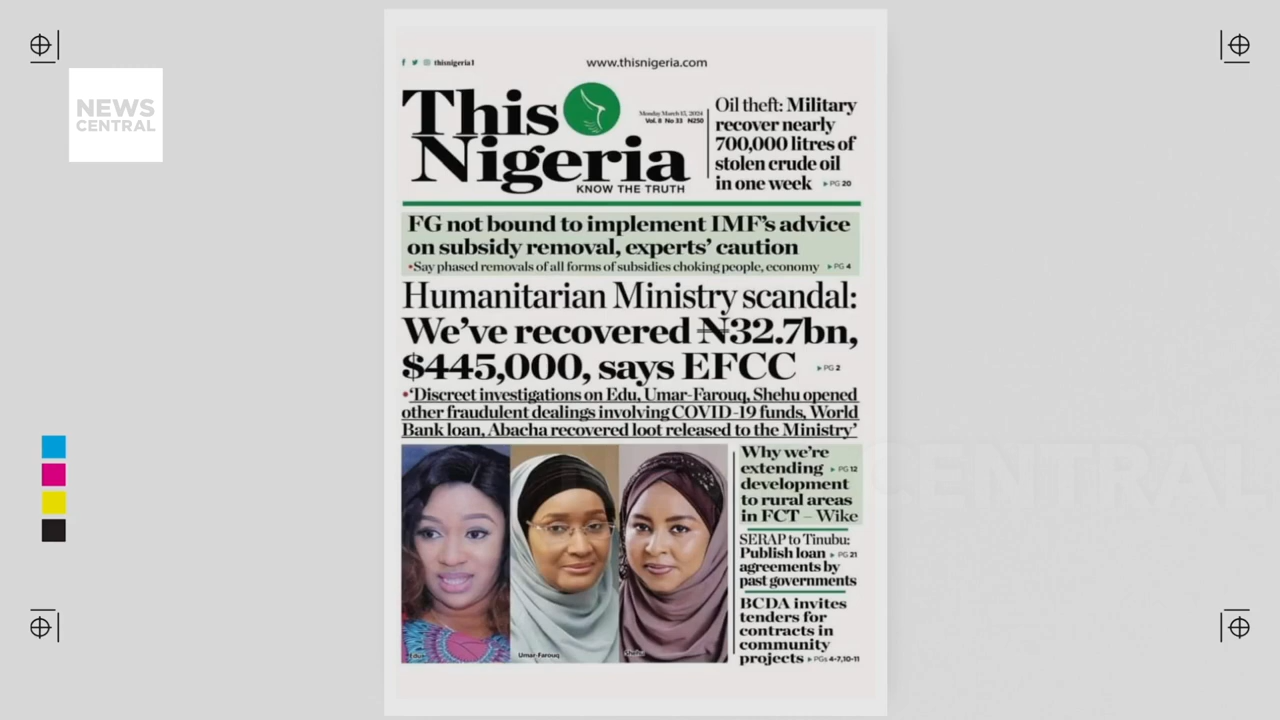 NEWS
CENTRAL
thisnigeria1
www.thisnigeria.com
This
Nigeria
KNOW THE TRUTH
Vol. 8 No 33 N250
Oil theft: Military
recover nearly
700,000 litres of
stolen crude oil
in one week ▸PG 20
FG not bound to implement IMF's advice
on subsidy removal, experts' caution
•Say phased removals of all forms of subsidies choking people, economy ▸PG 4
Humanitarian Ministry scandal:
We've recovered ₦32.7bn,
$445,000, says EFCC ▸PG 2
•'Discreet investigations on Edu, Umar-Farouq, Shehu opened
other fraudulent dealings involving COVID-19 funds, World
Bank loan, Abacha recovered loot released to the Ministry'
Edu
Umar-Farouq
Shehu
Why we're
extending ▸PG 12
development
to rural areas
in FCT – Wike
SERAP to Tinubu:
Publish loan ▸PG 21
agreements by
past governments
BCDA invites
tenders for
contracts in
community
projects ▸PGs 4-7,10-11
CENTRAL